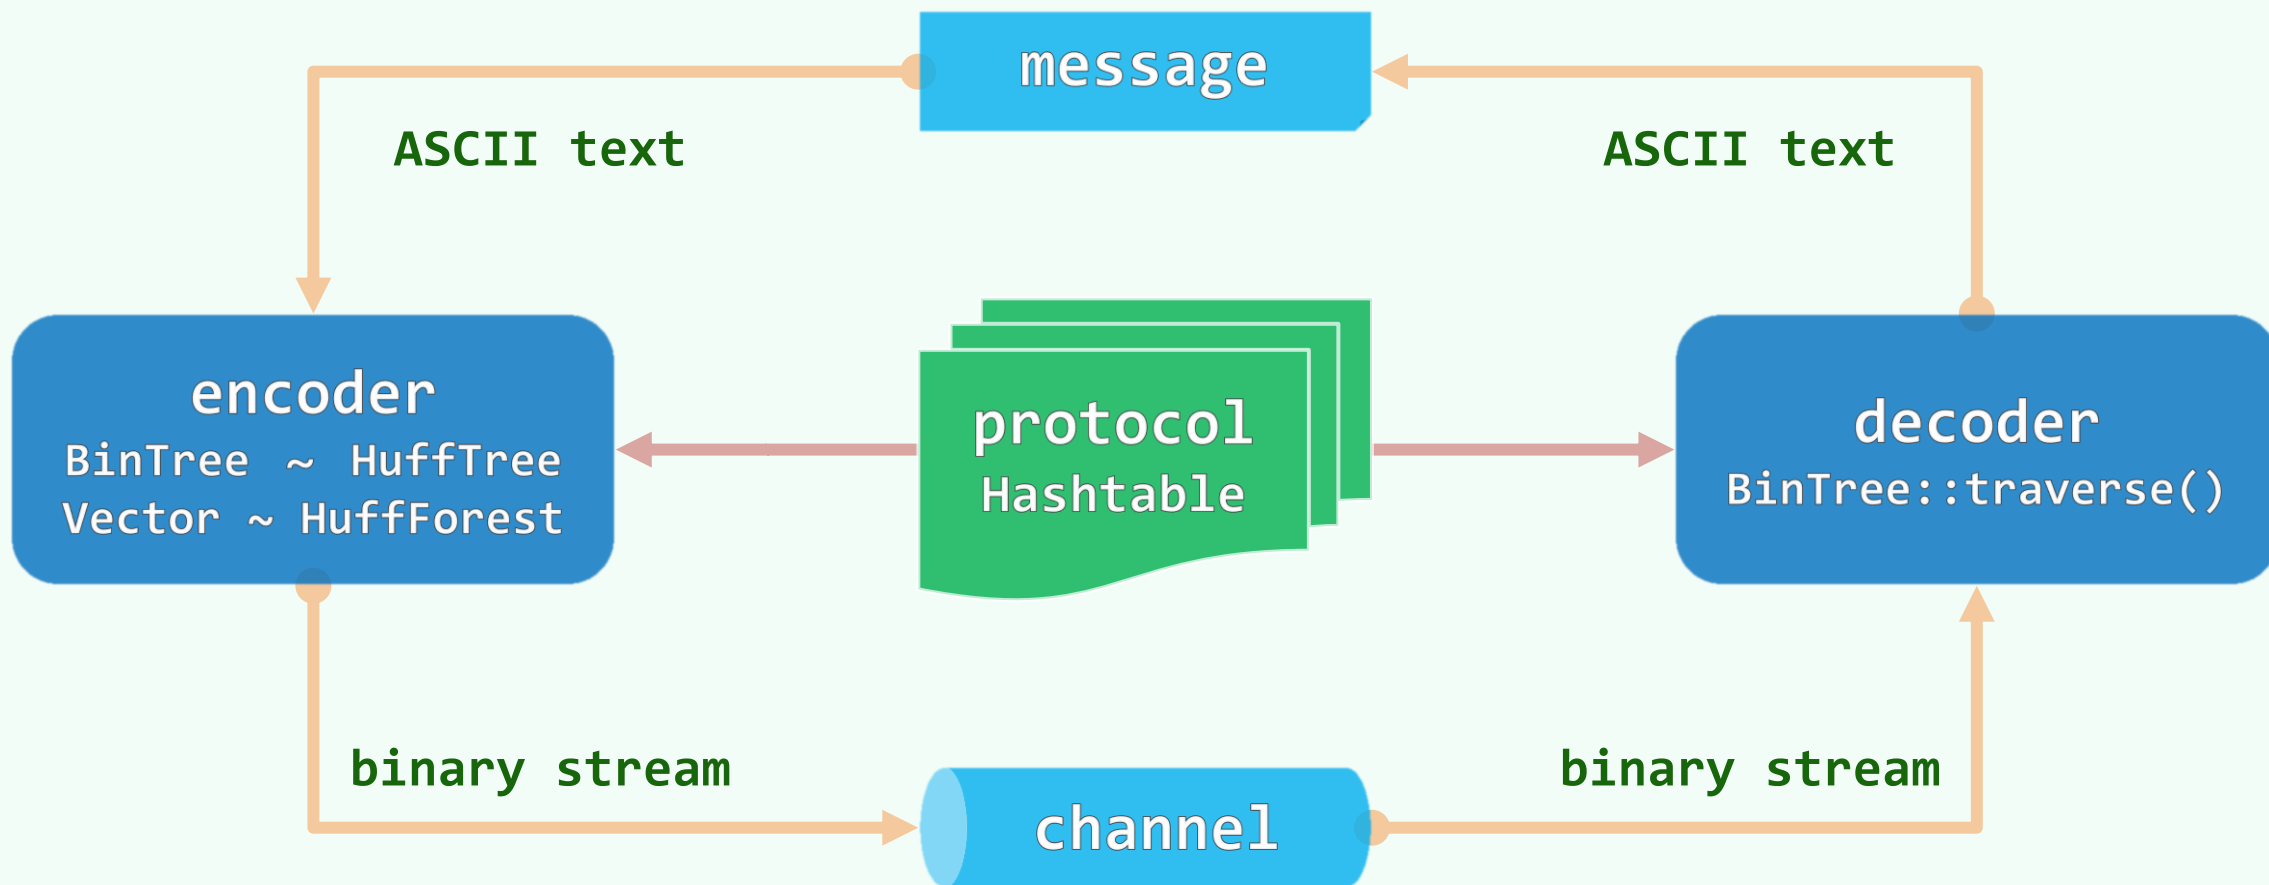 message
ASCII text
ASCII text
encoder
BinTree ~ HuffTree
Vector ~ HuffForest
protocol
Hashtable
decoder
BinTree::traverse()
binary stream
binary stream
channel